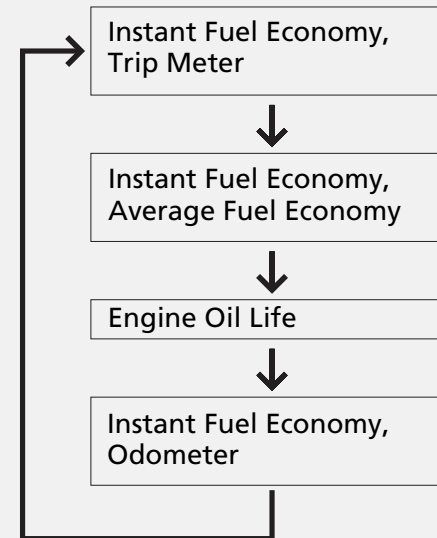 Instant Fuel Economy,
Trip Meter
Instant Fuel Economy,
Average Fuel Economy
Engine Oil Life
Instant Fuel Economy,
Odometer